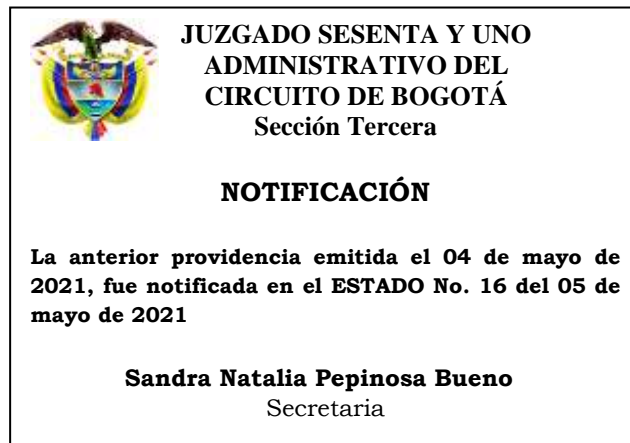 JUZGADO SESENTA Y UNO
ADMINISTRATIVO DEL
CIRCUITO DE BOGOTÁ
Sección Tercera
NOTIFICACIÓN
La anterior providencia emitida el 04 de mayo de
2021, fue notificada en el ESTADO No. 16 del 05 de
mayo de 2021
Sandra Natalia Pepinosa Bueno
Secretaria